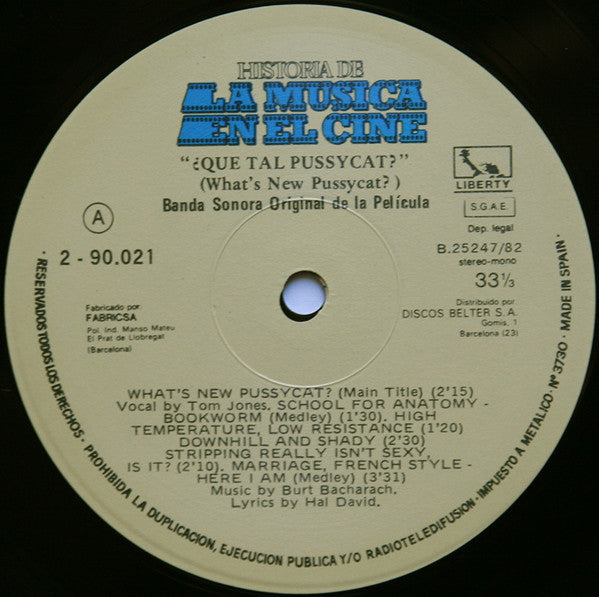 HISTORIA DE
LA MUSICA
EN EL CINE
"¿QUE TAL PUSSYCAT?"
(What's New Pussycat? )
Banda Sonora Original de la Película
LIBERTY
S.G.A.E.
Dep. legal
B.25247/82
stereo-mono
33⅓
A
2 - 90.021
Fabricado por:
FABRICSA
Pol. Ind. Manso Mateu
El Prat de Llobregal
(Barcelona)
Distribuido por:
DISCOS BELTER S.A.
Gomis, 1
Barcelona (23)
WHAT'S NEW PUSSYCAT? (Main Title) (2'15)
Vocal by Tom Jones. SCHOOL FOR ANATOMY -
BOOKWORM (Medley) (1'30). HIGH
TEMPERATURE, LOW RESISTANCE (1'20)
DOWNHILL AND SHADY (2'30)
STRIPPING REALLY ISN'T SEXY,
IS IT? (2'10). MARRIAGE, FRENCH STYLE -
HERE I AM (Medley) (3'31)
Music by Burt Bacharach.
Lyrics by Hal David.
· RESERVADOS TODOS LOS DERECHOS · PROHIBIDA LA DUPLICACION, EJECUCION PUBLICA Y/O RADIOTELEDIFUSION · IMPUESTO A METALICO · Nº 3730 · MADE IN SPAIN ·